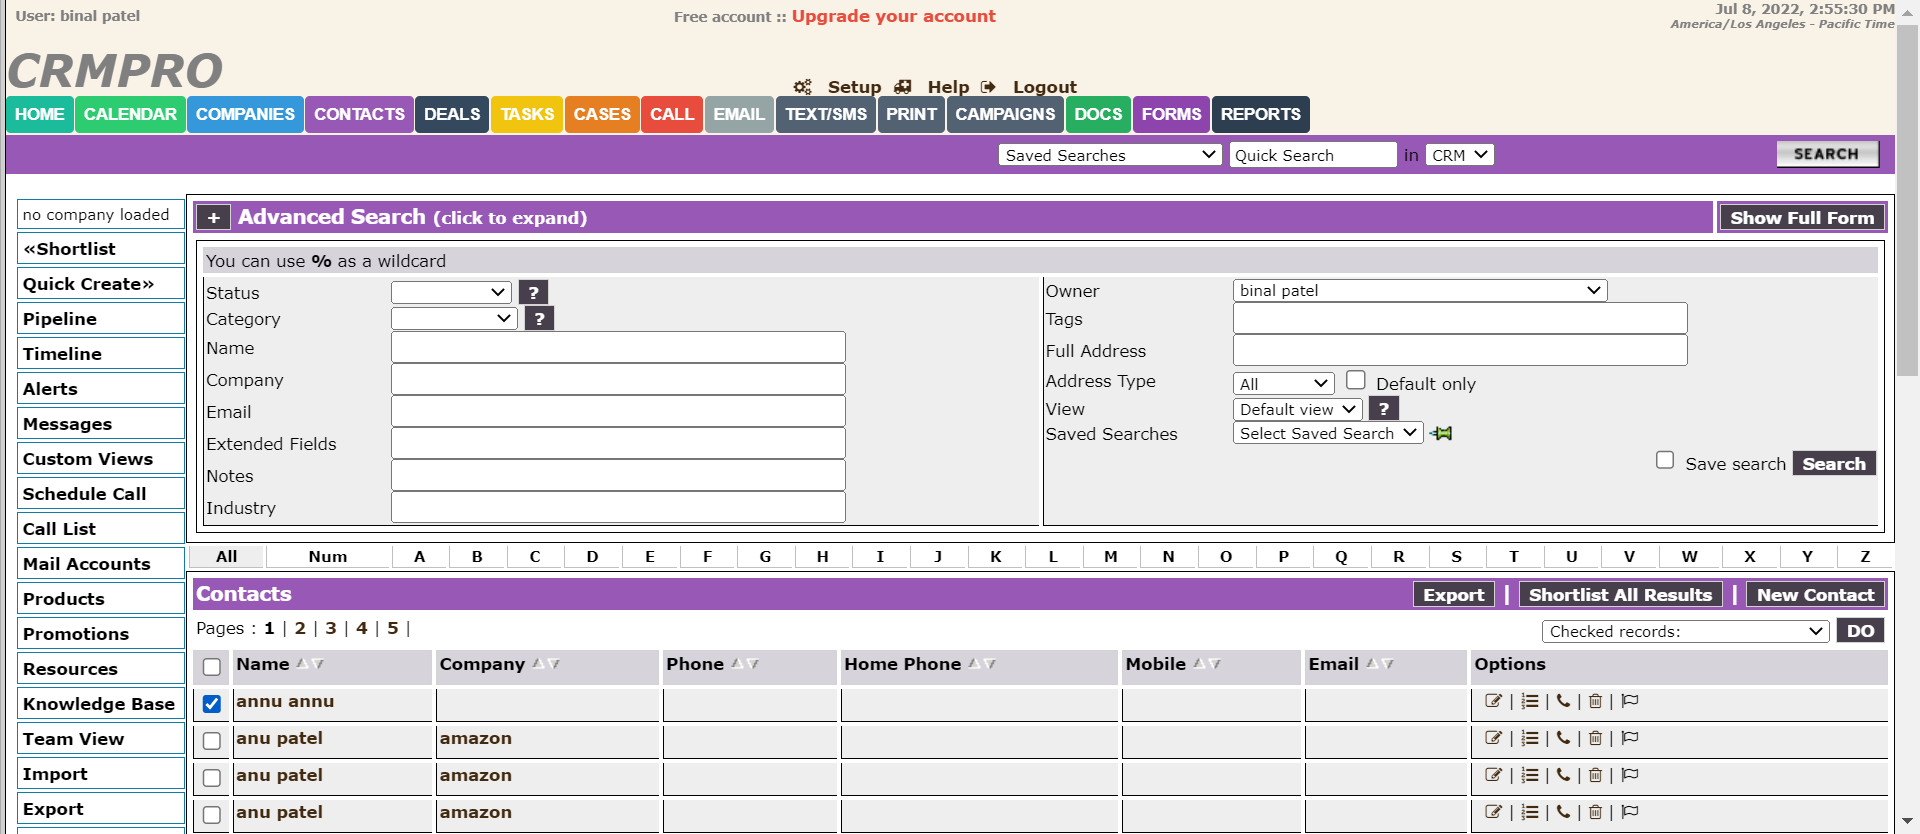 User: binal patel
Free account :: Upgrade your account
Jul 8, 2022, 2:55:30 PM
America/Los Angeles - Pacific Time
CRMPRO
Setup Help Logout
HOME CALENDAR COMPANIES CONTACTS DEALS TASKS CASES CALL EMAIL TEXT/SMS PRINT CAMPAIGNS DOCS FORMS REPORTS
Saved Searches Quick Search in CRM SEARCH
no company loaded
«Shortlist
Quick Create»
Pipeline
Timeline
Alerts
Messages
Custom Views
Schedule Call
Call List
Mail Accounts
Products
Promotions
Resources
Knowledge Base
Team View
Import
Export
+ Advanced Search (click to expand) Show Full Form
You can use % as a wildcard
Status ?
Category ?
Name
Company
Email
Extended Fields
Notes
Industry
Owner binal patel
Tags
Full Address
Address Type All Default only
View Default view ?
Saved Searches Select Saved Search
Save search Search
All Num A B C D E F G H I J K L M N O P Q R S T U V W X Y Z
Contacts Export | Shortlist All Results | New Contact
Pages : 1 | 2 | 3 | 4 | 5 |
Checked records: DO
Name Company Phone Home Phone Mobile Email Options
annu annu | | | |
anu patel amazon | | | |
anu patel amazon | | | |
anu patel amazon | | | |